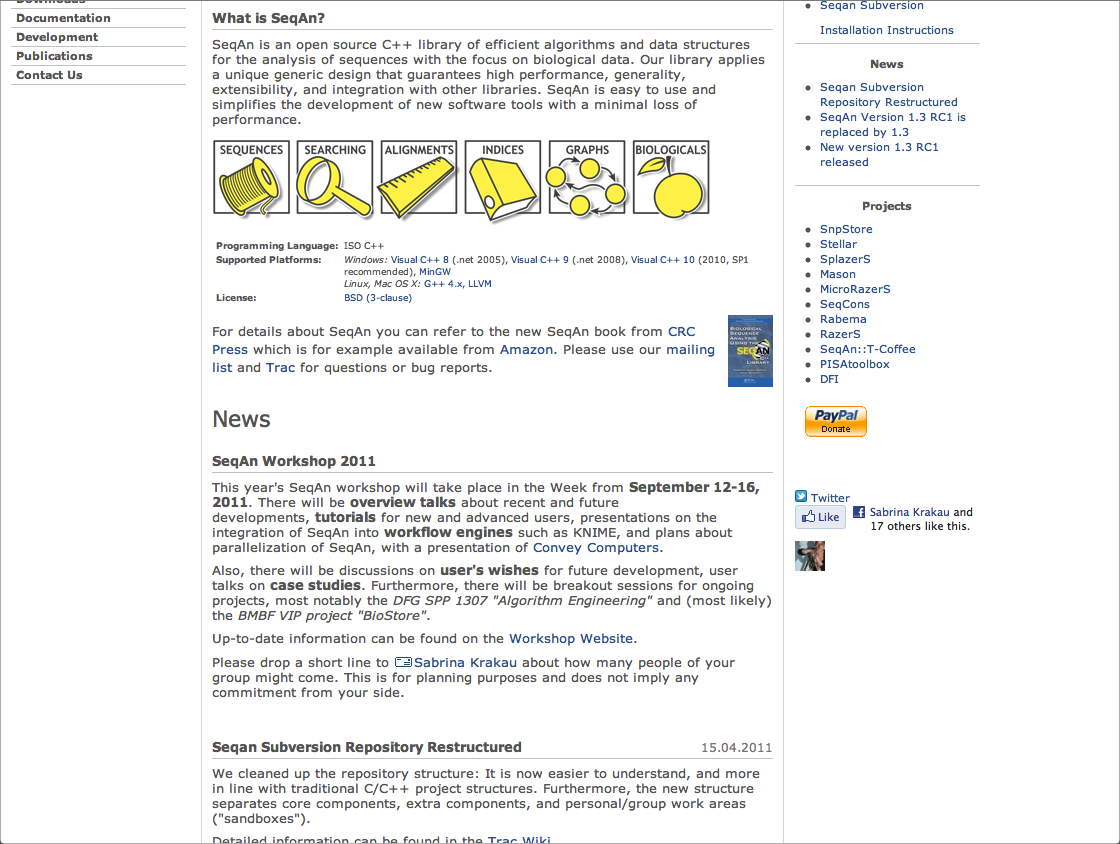 Downloads
Documentation
Development
Publications
Contact Us
What is SeqAn?
SeqAn is an open source C++ library of efficient algorithms and data structures
for the analysis of sequences with the focus on biological data. Our library applies
a unique generic design that guarantees high performance, generality,
extensibility, and integration with other libraries. SeqAn is easy to use and
simplifies the development of new software tools with a minimal loss of
performance.
SEQUENCES SEARCHING ALIGNMENTS INDICES GRAPHS BIOLOGICALS
Programming Language: ISO C++
Supported Platforms: Windows: Visual C++ 8 (.net 2005), Visual C++ 9 (.net 2008), Visual C++ 10 (2010, SP1
recommended), MinGW
Linux, Mac OS X: G++ 4.x, LLVM
License: BSD (3-clause)
For details about SeqAn you can refer to the new SeqAn book from CRC
Press which is for example available from Amazon. Please use our mailing
list and Trac for questions or bug reports.
BIOLOGICAL
SEQUENCE
ANALYSIS
USING THE
SEQAN
C++
LIBRARY
News
SeqAn Workshop 2011
This year's SeqAn workshop will take place in the Week from September 12-16,
2011. There will be overview talks about recent and future
developments, tutorials for new and advanced users, presentations on the
integration of SeqAn into workflow engines such as KNIME, and plans about
parallelization of SeqAn, with a presentation of Convey Computers.
Also, there will be discussions on user's wishes for future development, user
talks on case studies. Furthermore, there will be breakout sessions for ongoing
projects, most notably the DFG SPP 1307 "Algorithm Engineering" and (most likely)
the BMBF VIP project "BioStore".
Up-to-date information can be found on the Workshop Website.
Please drop a short line to Sabrina Krakau about how many people of your
group might come. This is for planning purposes and does not imply any
commitment from your side.
Seqan Subversion Repository Restructured 15.04.2011
We cleaned up the repository structure: It is now easier to understand, and more
in line with traditional C/C++ project structures. Furthermore, the new structure
separates core components, extra components, and personal/group work areas
("sandboxes").
Detailed information can be found in the Trac Wiki
Seqan Subversion
Installation Instructions
News
Seqan Subversion
Repository Restructured
SeqAn Version 1.3 RC1 is
replaced by 1.3
New version 1.3 RC1
released
Projects
SnpStore
Stellar
SplazerS
Mason
MicroRazerS
SeqCons
Rabema
RazerS
SeqAn::T-Coffee
PISAtoolbox
DFI
PayPal
Donate
Twitter
Like
Sabrina Krakau and
17 others like this.